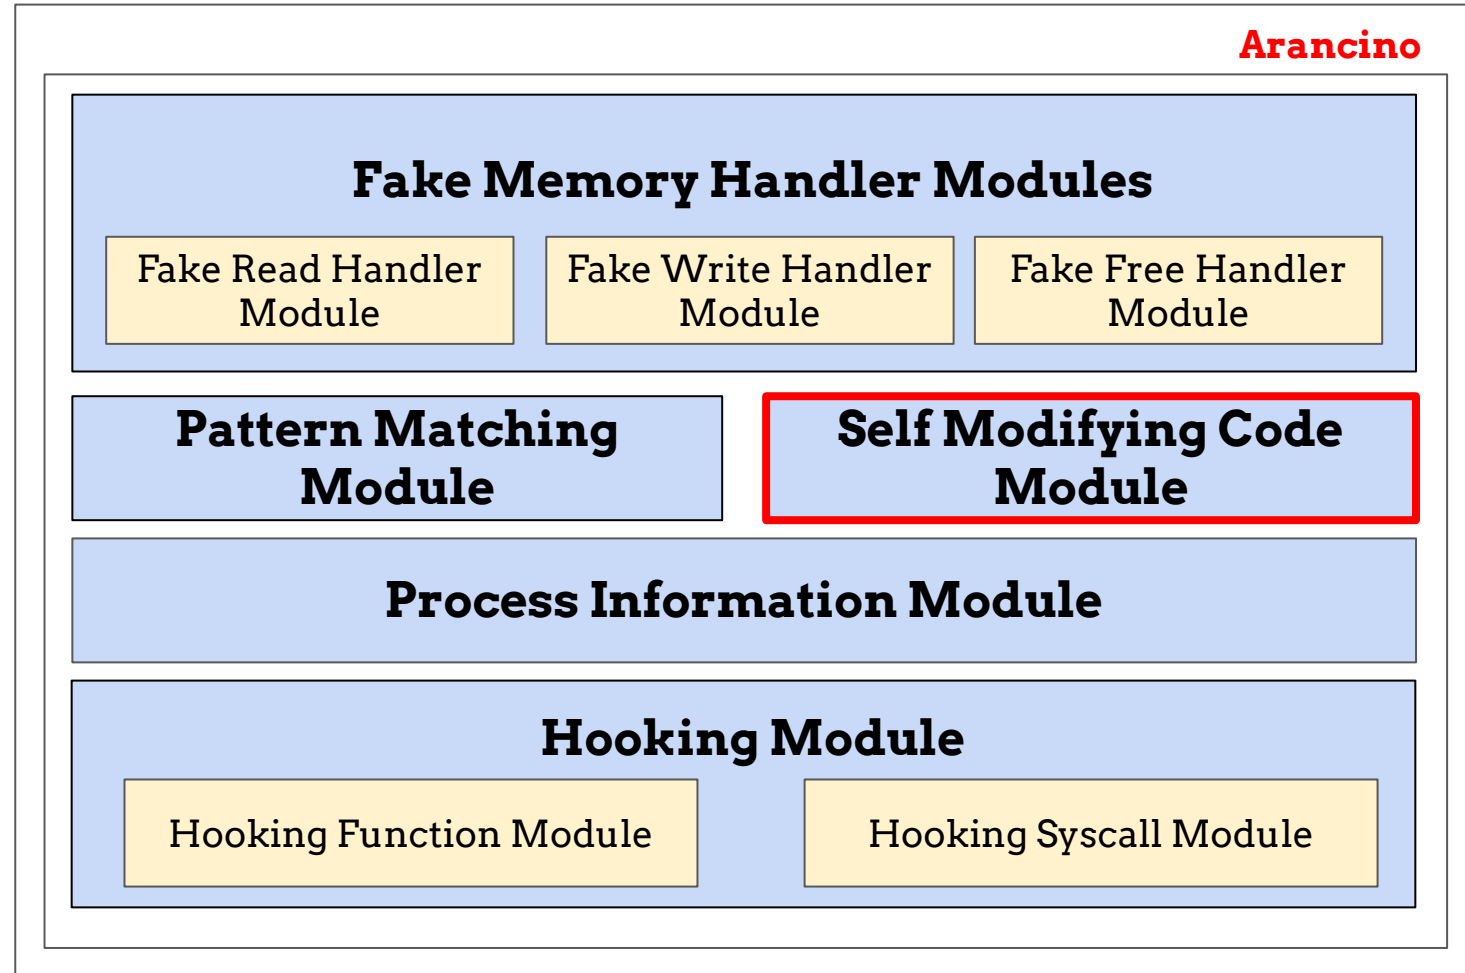 Arancino
Fake Memory Handler Modules
Fake Read Handler
Module
Fake Write Handler
Module
Fake Free Handler
Module
Pattern Matching
Module
Self Modifying Code
Module
Process Information Module
Hooking Module
Hooking Function Module
Hooking Syscall Module